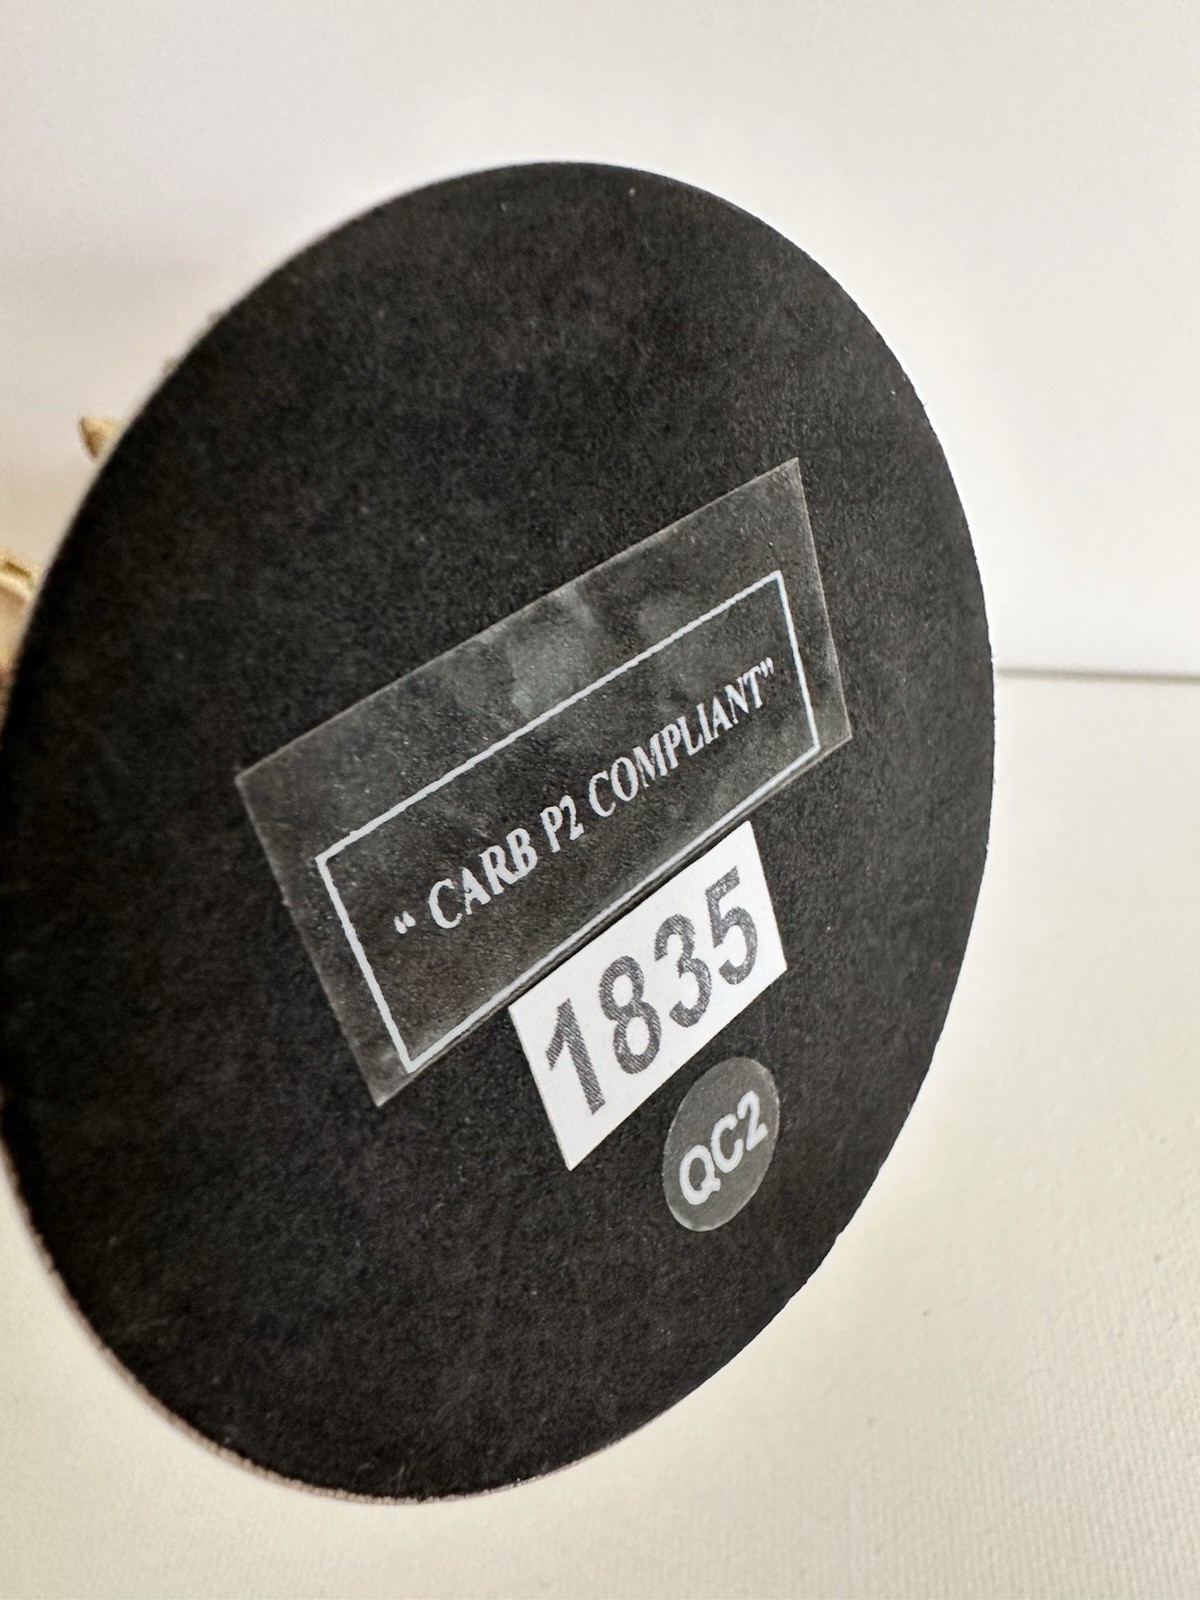 “ CARB P2 COMPLIANT”
1835
QC2